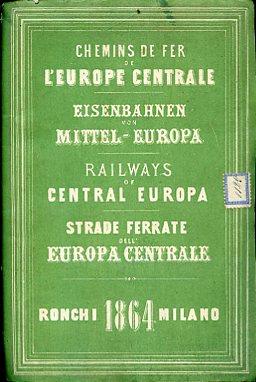 CHEMINS DE FER
DE
L'EUROPE CENTRALE
EISENBAHNEN
VON
MITTEL-EUROPA
RAILWAYS
OF
CENTRAL EUROPA
STRADE FERRATE
DELL'
EUROPA CENTRALE
RONCHI 1864 MILANO